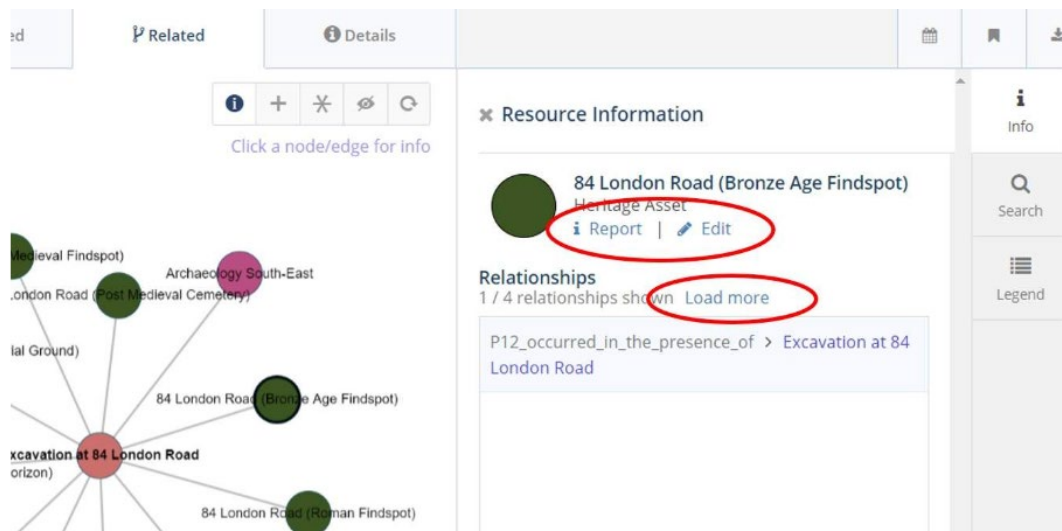 ed
Related
Details
Click a node/edge for info
Medieval Findspot)
Archaeology South-East
London Road (Post Medieval Cemetery)
ial Ground)
84 London Road (Bronze Age Findspot)
xcavation at 84 London Road
orizon)
84 London Road (Roman Findspot)
Resource Information
84 London Road (Bronze Age Findspot)
Heritage Asset
Report | Edit
Relationships
1 / 4 relationships shown Load more
P12_occurred_in_the_presence_of > Excavation at 84
London Road
Info
Search
Legend